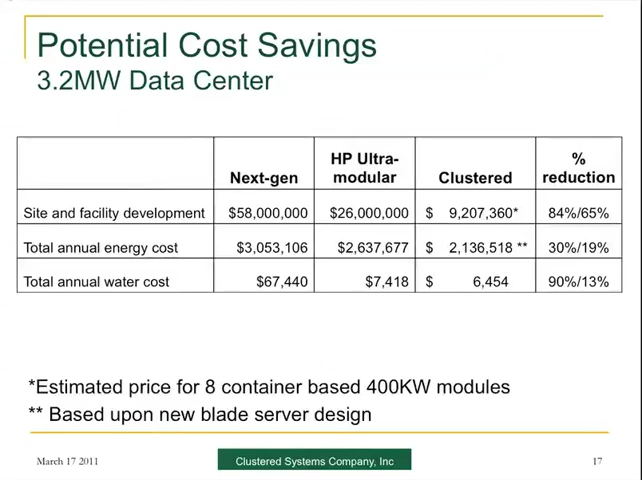 Potential Cost Savings
3.2MW Data Center
Next-gen HP Ultra-modular Clustered % reduction
Site and facility development $58,000,000 $26,000,000 $ 9,207,360* 84%/65%
Total annual energy cost $3,053,106 $2,637,677 $ 2,136,518 ** 30%/19%
Total annual water cost $67,440 $7,418 $ 6,454 90%/13%
*Estimated price for 8 container based 400KW modules
** Based upon new blade server design
March 17 2011 Clustered Systems Company, Inc 17